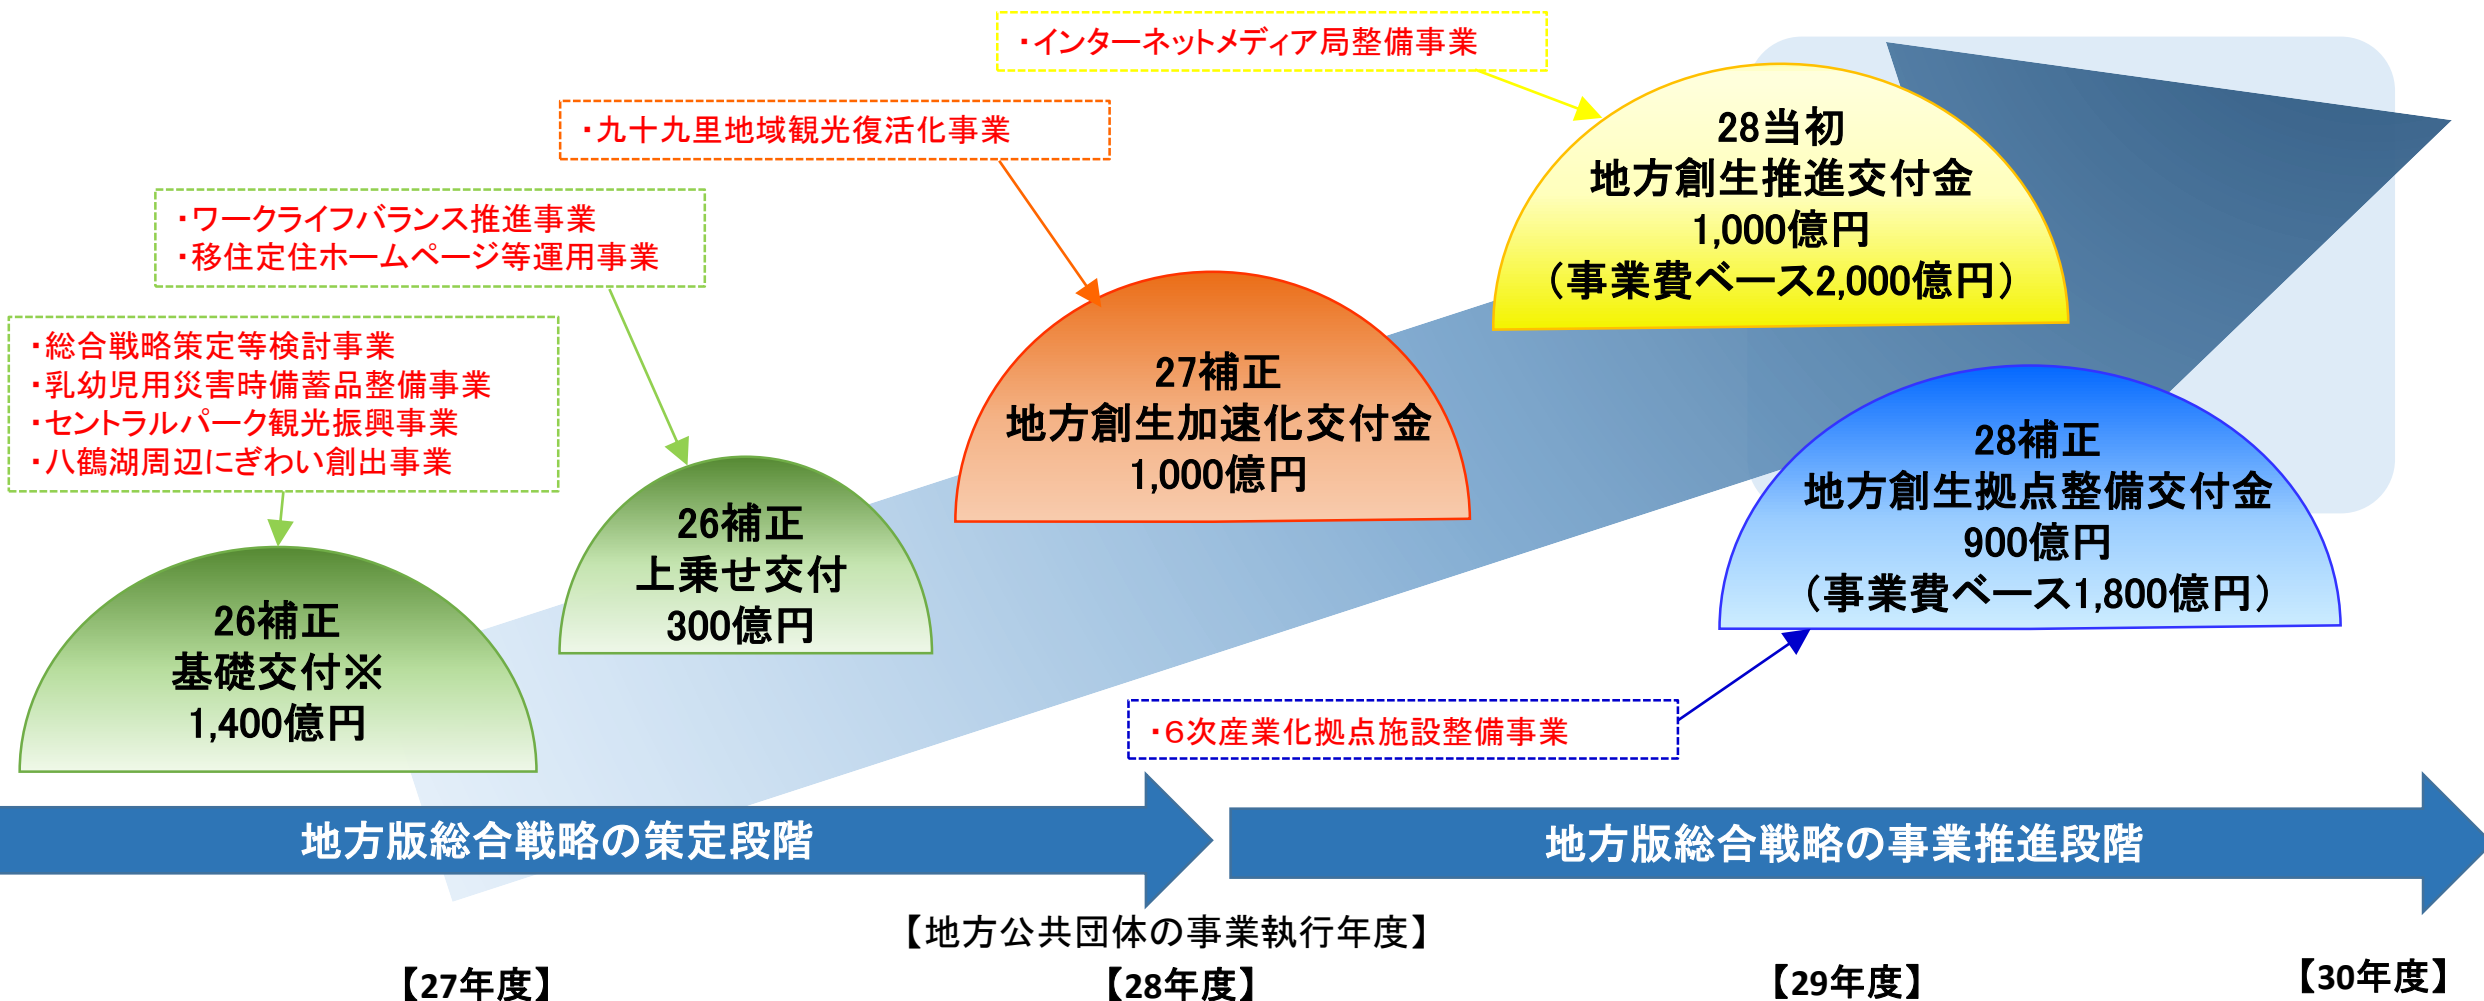 ・インターネットメディア局整備事業
・九十九里地域観光復活化事業
・ワークライフバランス推進事業
・移住定住ホームページ等運用事業
・総合戦略策定等検討事業
・乳幼児用災害時備蓄品整備事業
・セントラルパーク観光振興事業
・八鶴湖周辺にぎわい創出事業
28当初
地方創生推進交付金
1,000億円
（事業費ベース2,000億円）
27補正
地方創生加速化交付金
1,000億円
28補正
地方創生拠点整備交付金
900億円
（事業費ベース1,800億円）
26補正
上乗せ交付
300億円
26補正
基礎交付※
1,400億円
・６次産業化拠点施設整備事業
地方版総合戦略の策定段階
地方版総合戦略の事業推進段階
【地方公共団体の事業執行年度】
【27年度】
【28年度】
【29年度】
【30年度】